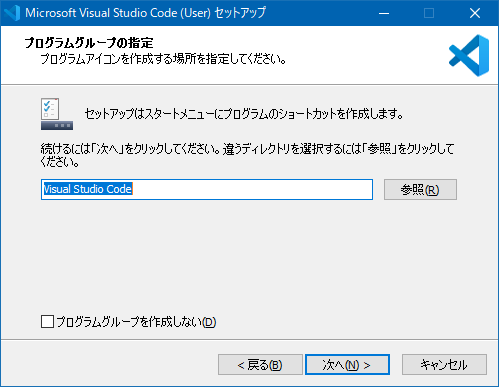 Microsoft Visual Studio Code (User) セットアップ
プログラムグループの指定
プログラムアイコンを作成する場所を指定してください。
セットアップはスタートメニューにプログラムのショートカットを作成します。
続けるには「次へ」をクリックしてください。違うディレクトリを選択するには「参照」をクリックして
ください。
Visual Studio Code
参照(R)
プログラムグループを作成しない(D)
< 戻る(B)
次へ(N) >
キャンセル